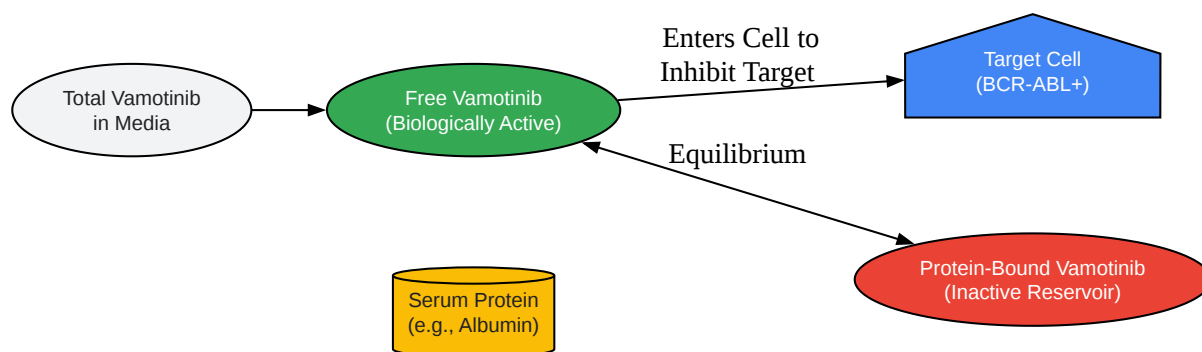 Total Vamotinib
in Media
Free Vamotinib
(Biologically Active)
Enters Cell to
Inhibit Target
Target Cell
(BCR-ABL+)
Equilibrium
Protein-Bound Vamotinib
(Inactive Reservoir)
Serum Protein
(e.g., Albumin)